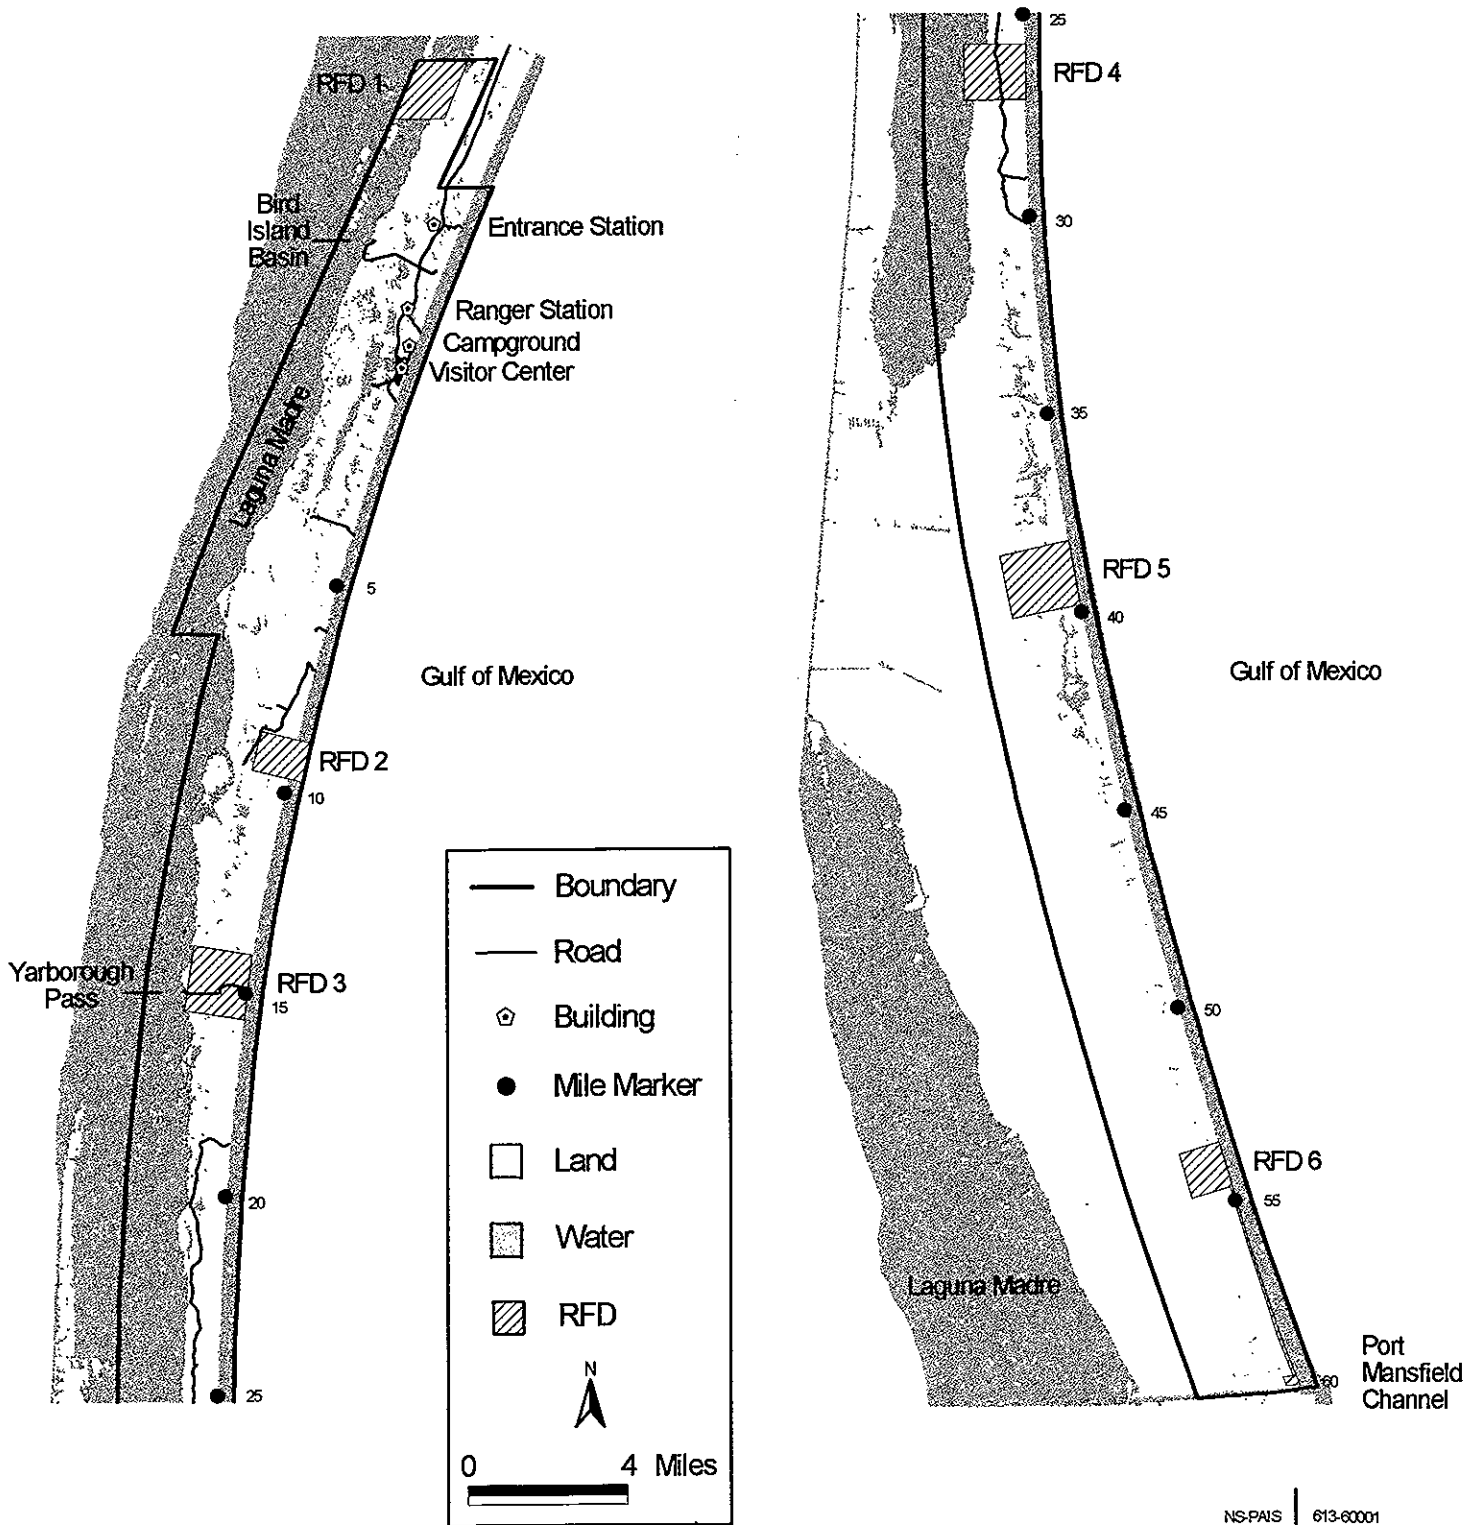 RFD 1
Bird
Island
Basin
Entrance Station
Ranger Station
Campground
Visitor Center
Laguna Madre
5
Gulf of Mexico
RFD 2
10
Yarborough
Pass
RFD 3
15
20
25
Boundary
Road
Building
Mile Marker
Land
Water
RFD
N
0 4 Miles
25
RFD 4
30
35
RFD 5
40
Gulf of Mexico
45
50
RFD 6
55
Laguna Madre
60
Port
Mansfield
Channel
NS-PAIS 613-60001